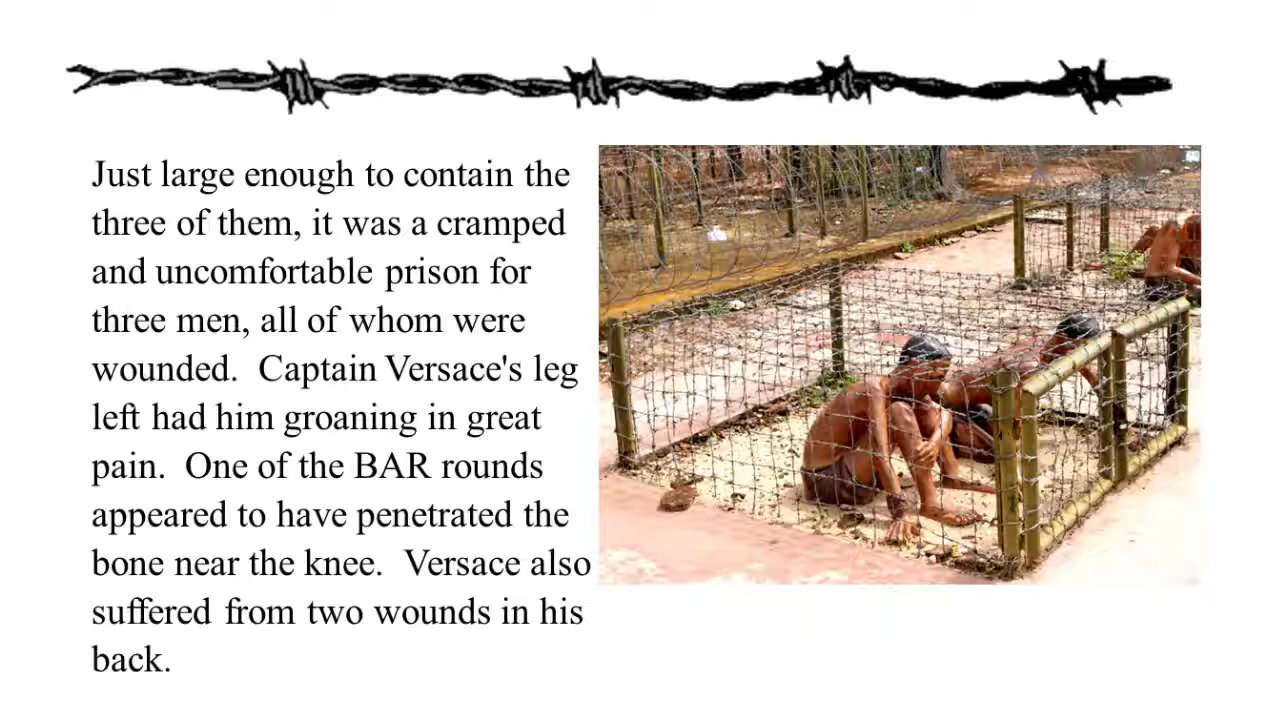 Just large enough to contain the
three of them, it was a cramped
and uncomfortable prison for
three men, all of whom were
wounded.  Captain Versace's leg
left had him groaning in great
pain.  One of the BAR rounds
appeared to have penetrated the
bone near the knee.  Versace also
suffered from two wounds in his
back.